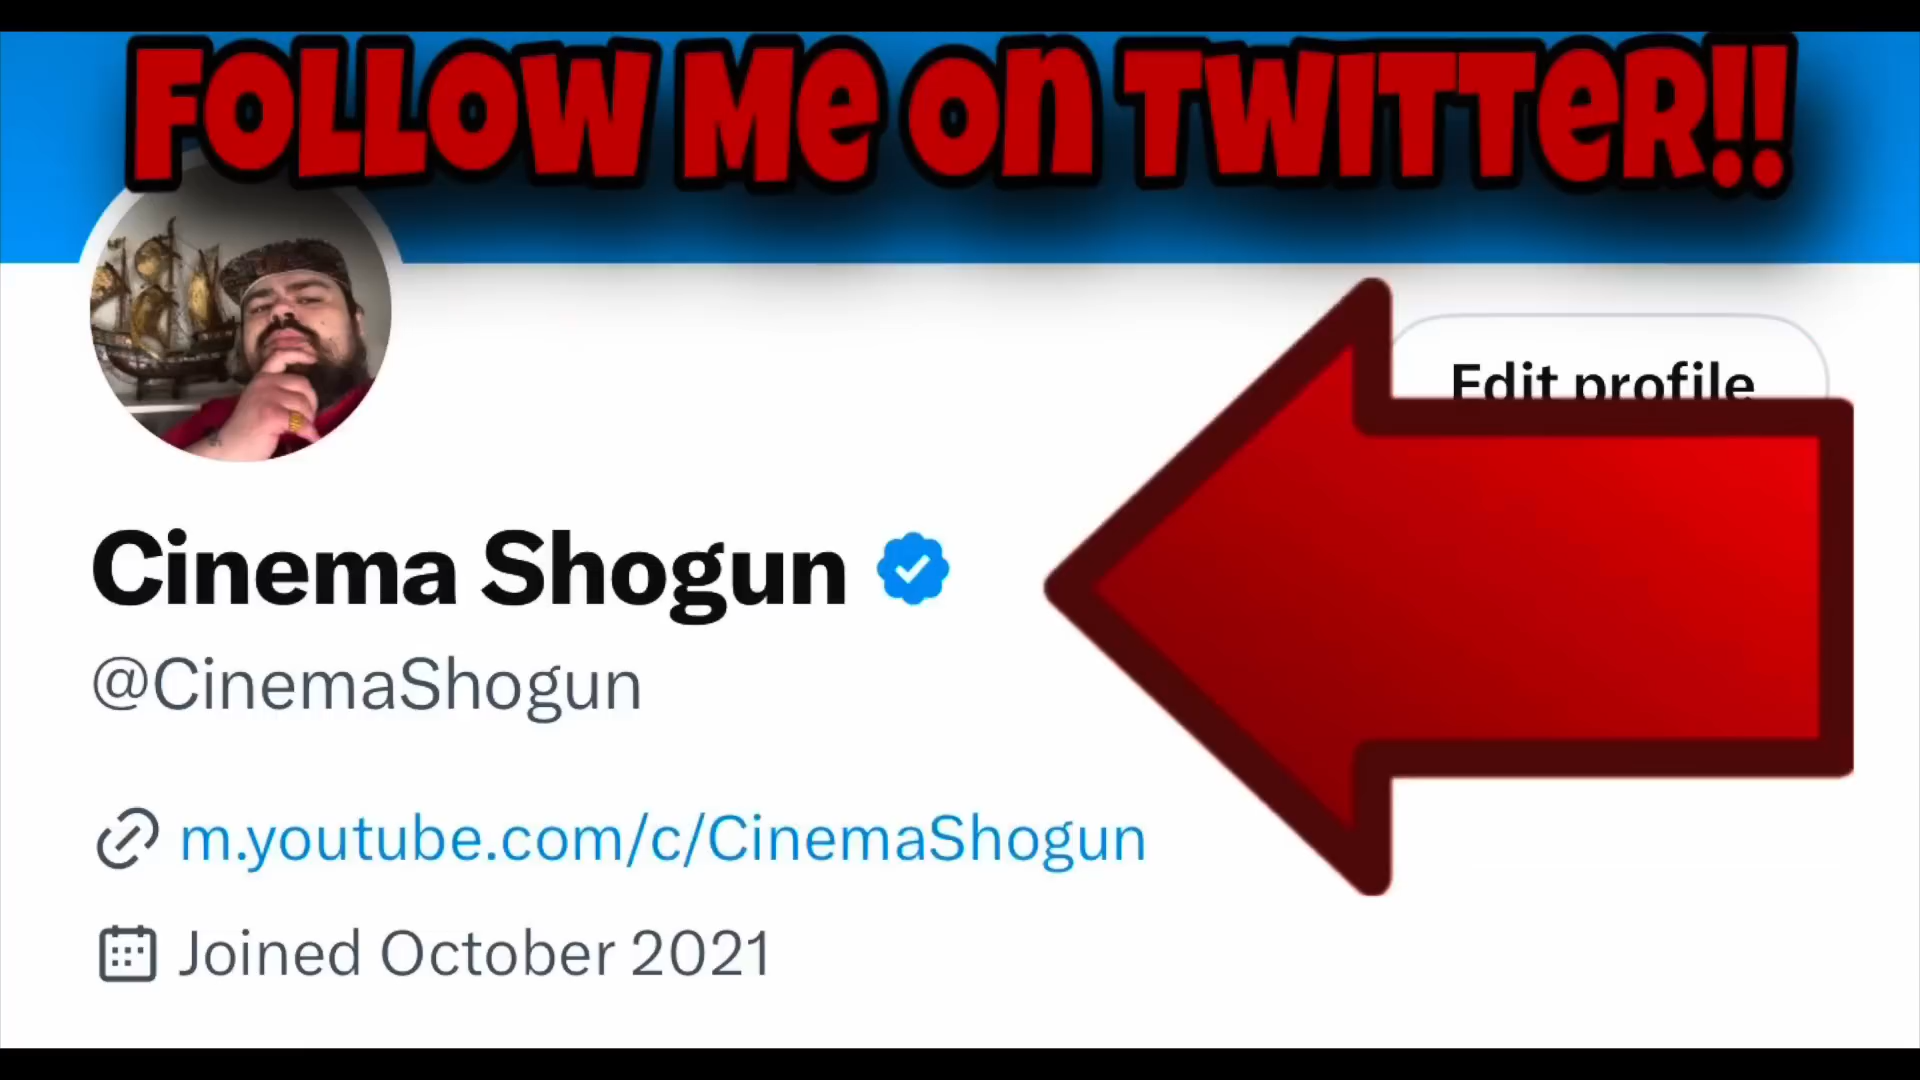 FOLLOW Me on TWITTeR!!
Edit profile
Cinema Shogun
@CinemaShogun
m.youtube.com/c/CinemaShogun
Joined October 2021